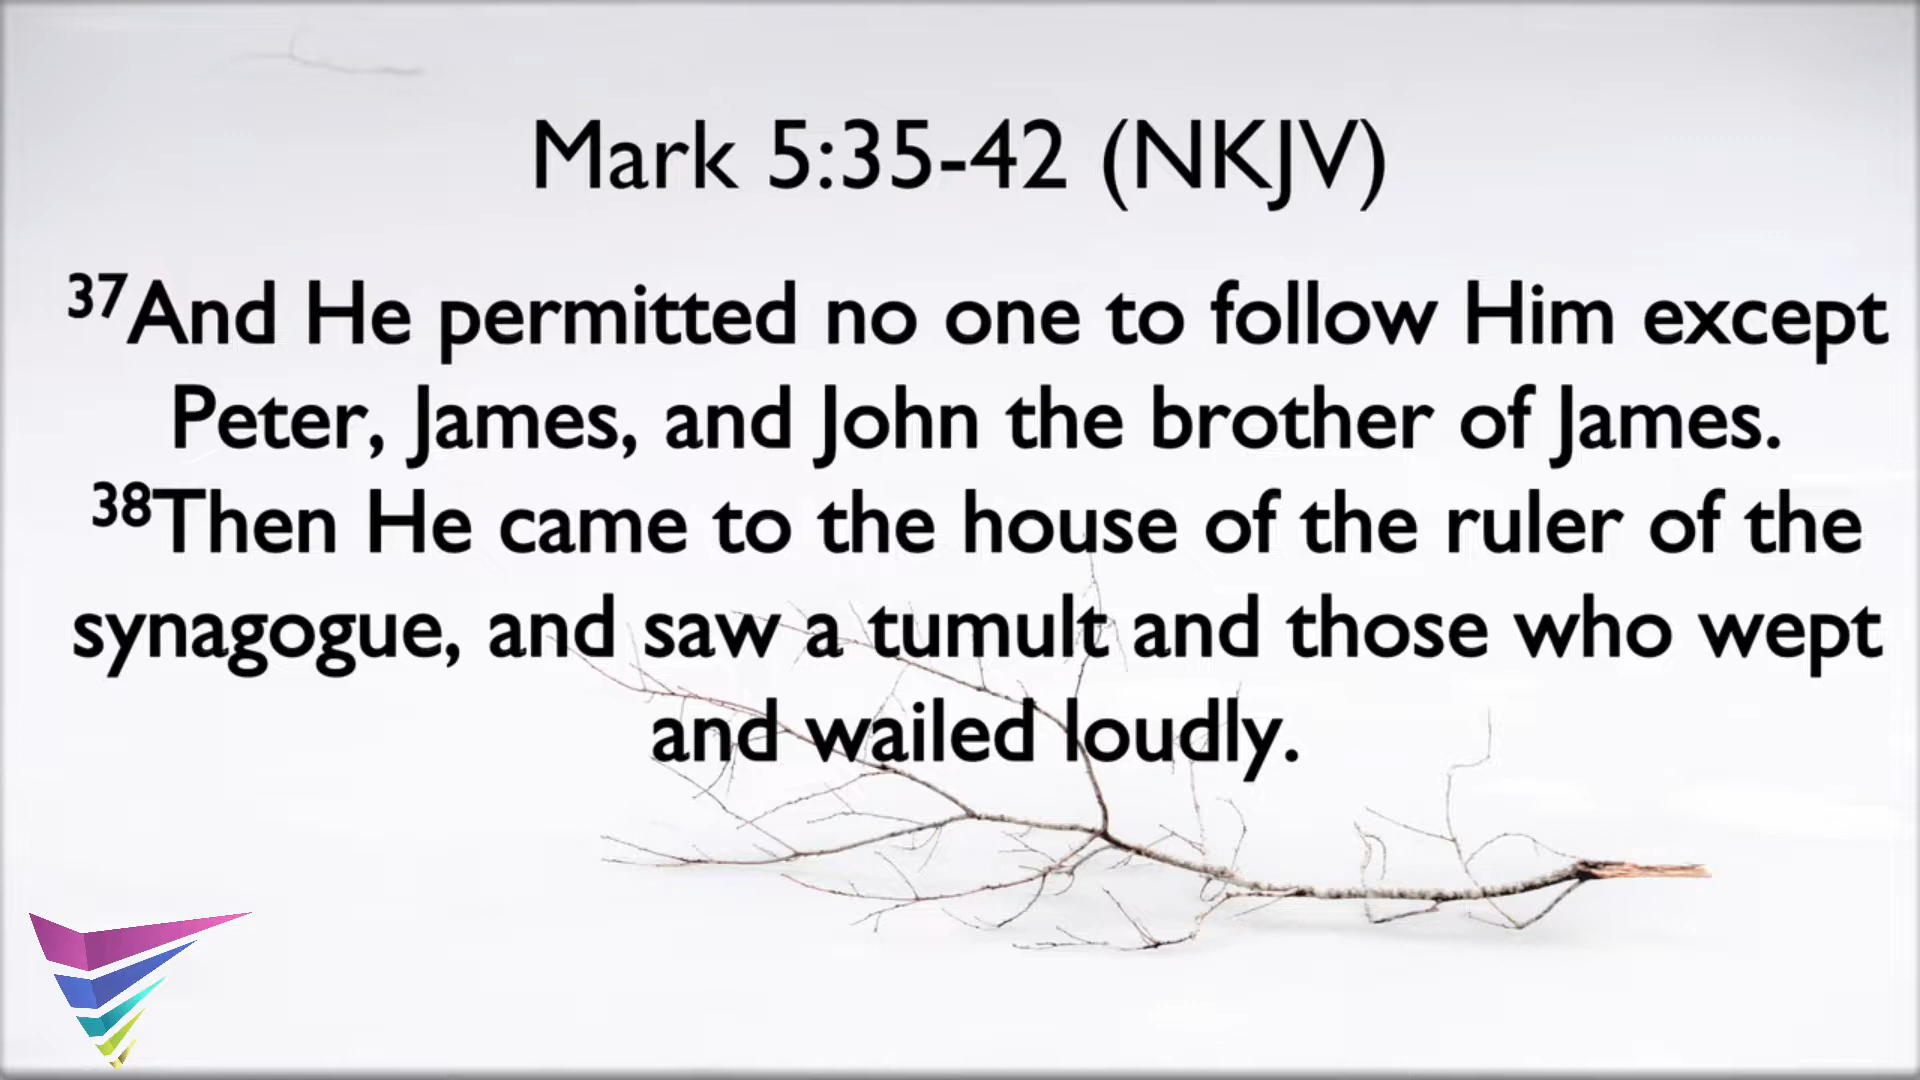 Mark 5:35-42 (NKJV)
37And He permitted no one to follow Him except
Peter, James, and John the brother of James.
38Then He came to the house of the ruler of the
synagogue, and saw a tumult and those who wept
and wailed loudly.